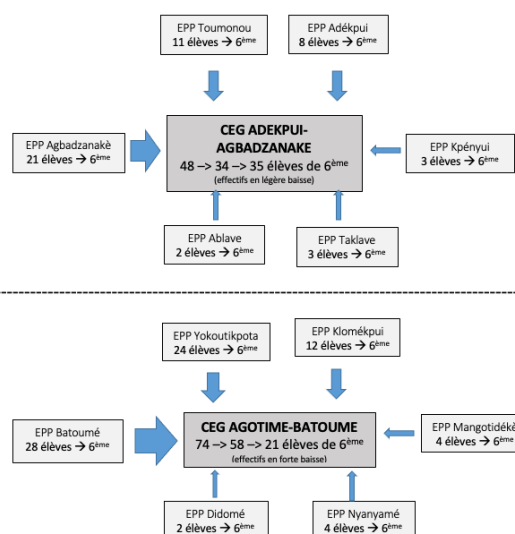 EPP Toumonou
11 élèves → 6ème
EPP Adékpui
8 élèves → 6ème
EPP Agbadzanakè
21 élèves → 6ème
CEG ADEKPUI-
AGBADZANAKE
48 –> 34 –> 35 élèves de 6ème
(effectifs en légère baisse)
EPP Kpényui
3 élèves → 6ème
EPP Ablave
2 élèves → 6ème
EPP Taklave
3 élèves → 6ème
EPP Yokoutikpota
24 élèves → 6ème
EPP Klomékpui
12 élèves → 6ème
EPP Batoumé
28 élèves → 6ème
CEG AGOTIME-BATOUME
74 –> 58 –> 21 élèves de 6ème
(effectifs en forte baisse)
EPP Mangotidékè
4 élèves → 6ème
EPP Didomé
2 élèves → 6ème
EPP Nyanyamé
4 élèves → 6ème